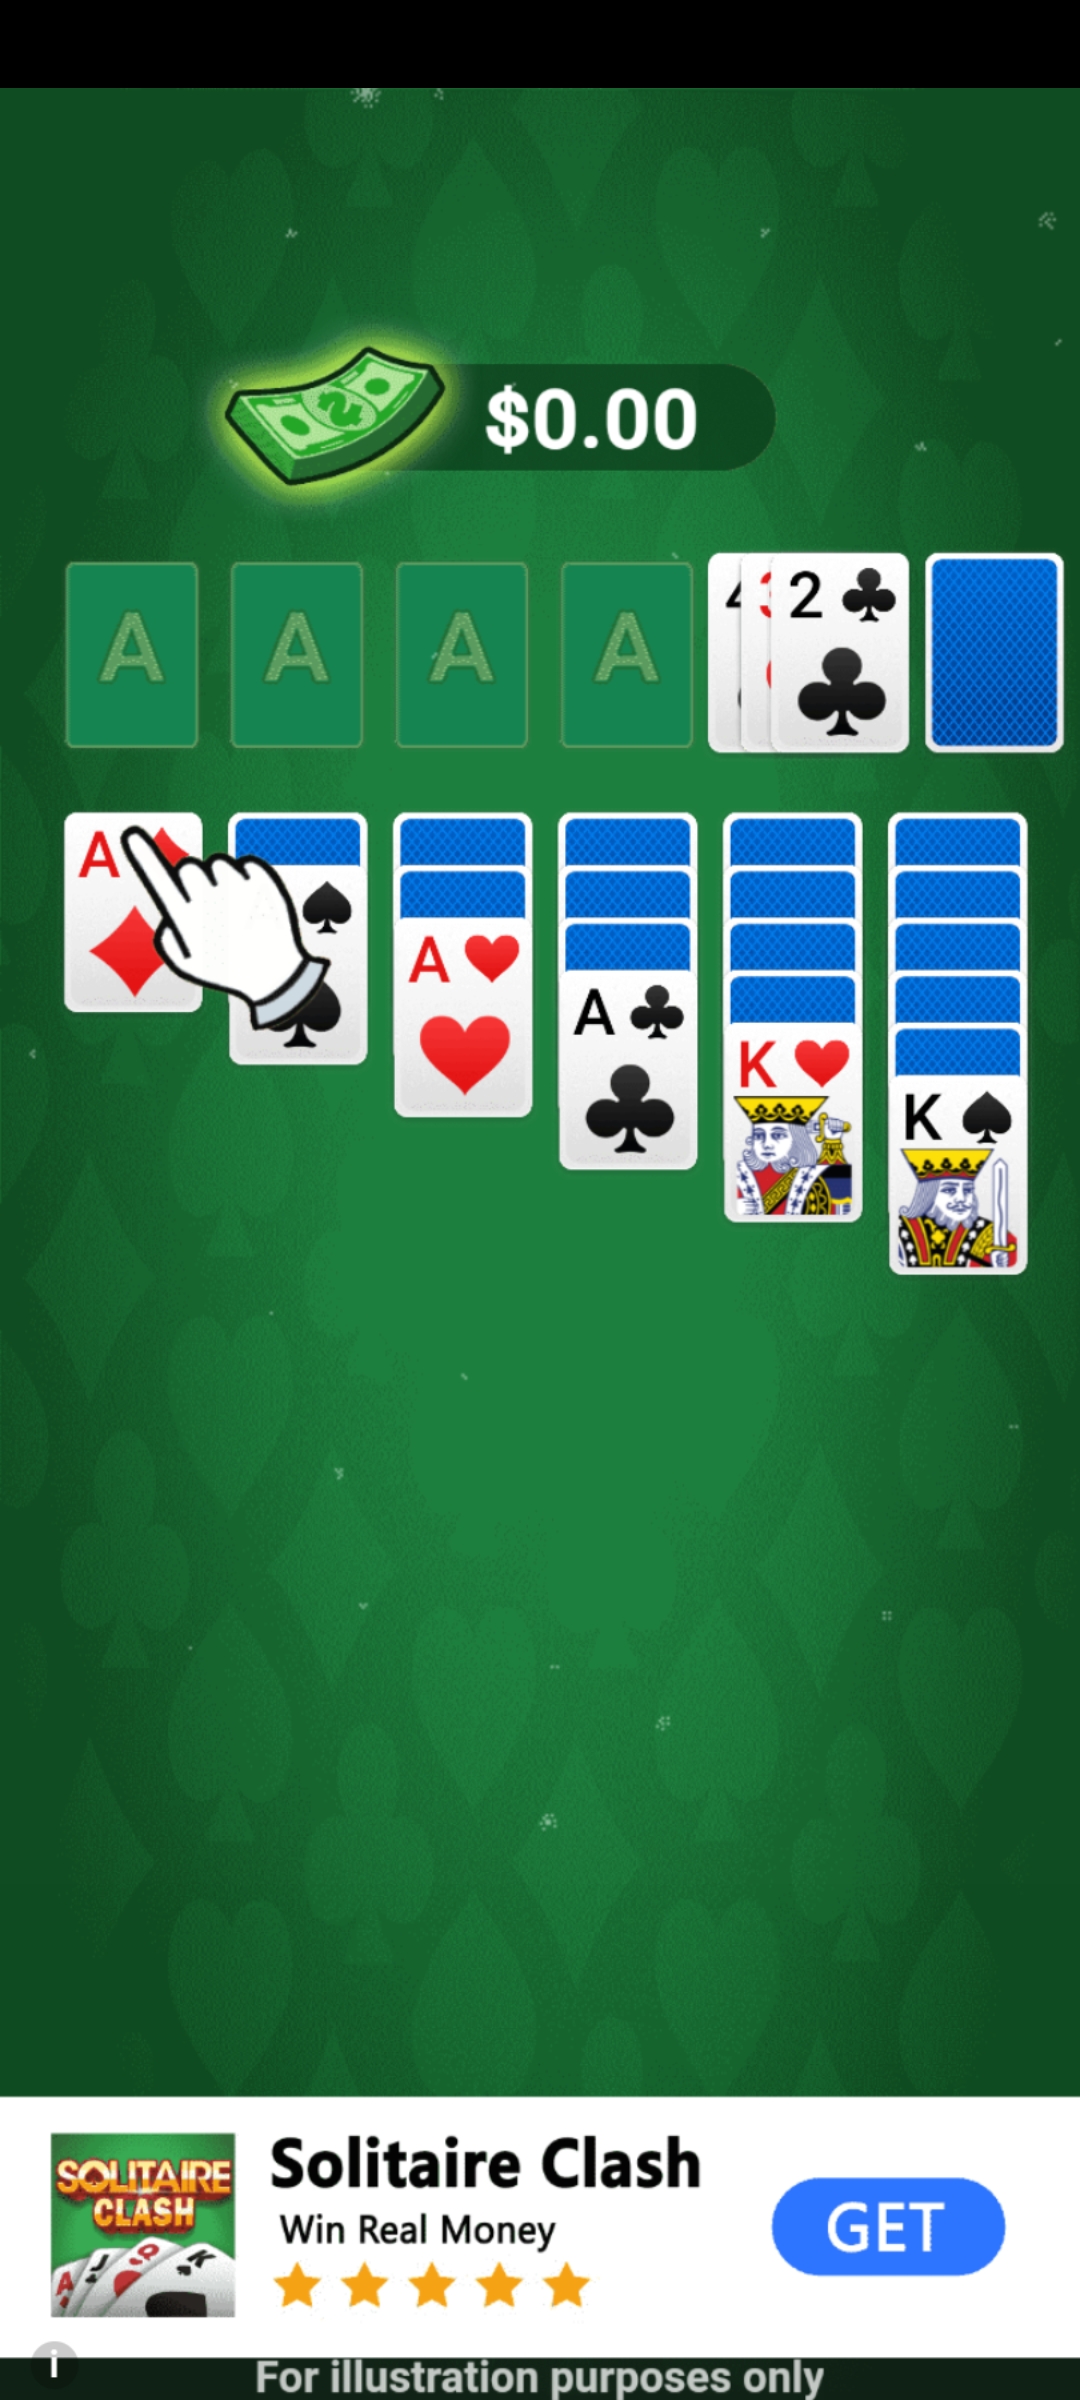 $0.00
A
A
A
A
4
3
2
A
A
A
K
K
SOLITAIRE
CLASH
A
J
Q
K
Solitaire Clash
Win Real Money
GET
i
For illustration purposes only